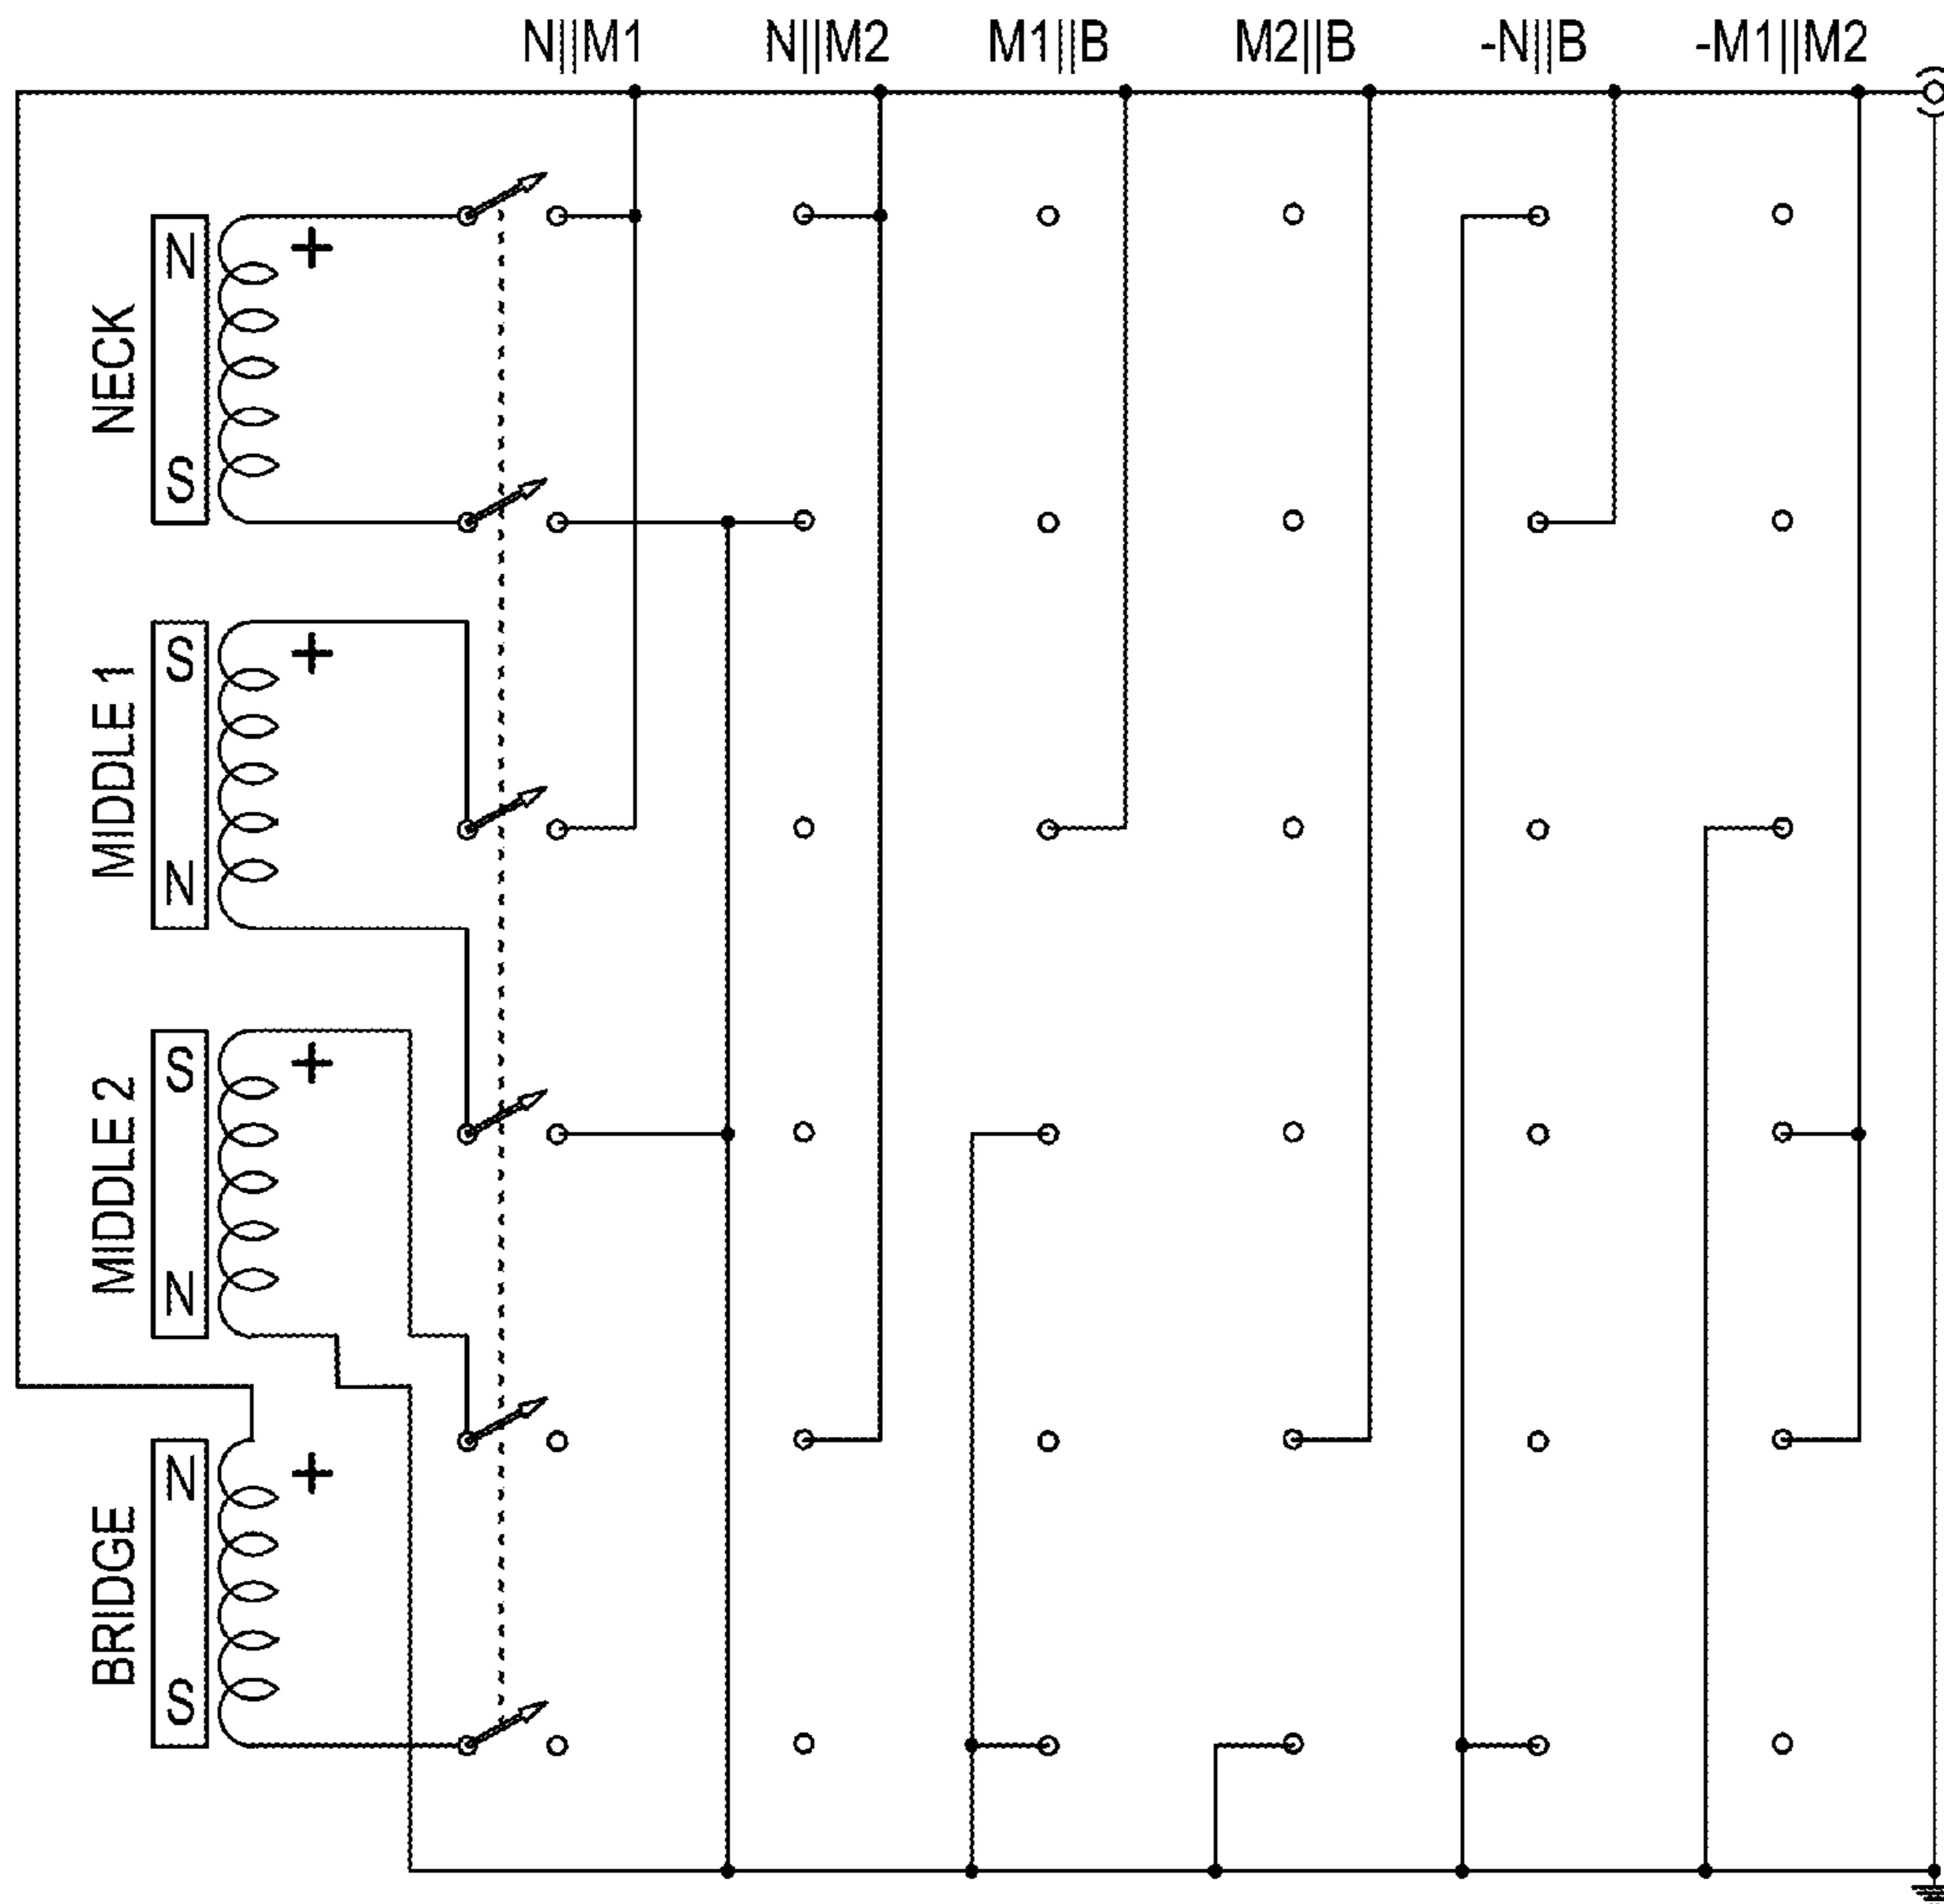 N||M1 N||M2 M1||B M2||B -N||B -M1||M2
NECK
N
+
S
MIDDLE 1
S
+
N
MIDDLE 2
S
+
N
BRIDGE
N
+
S